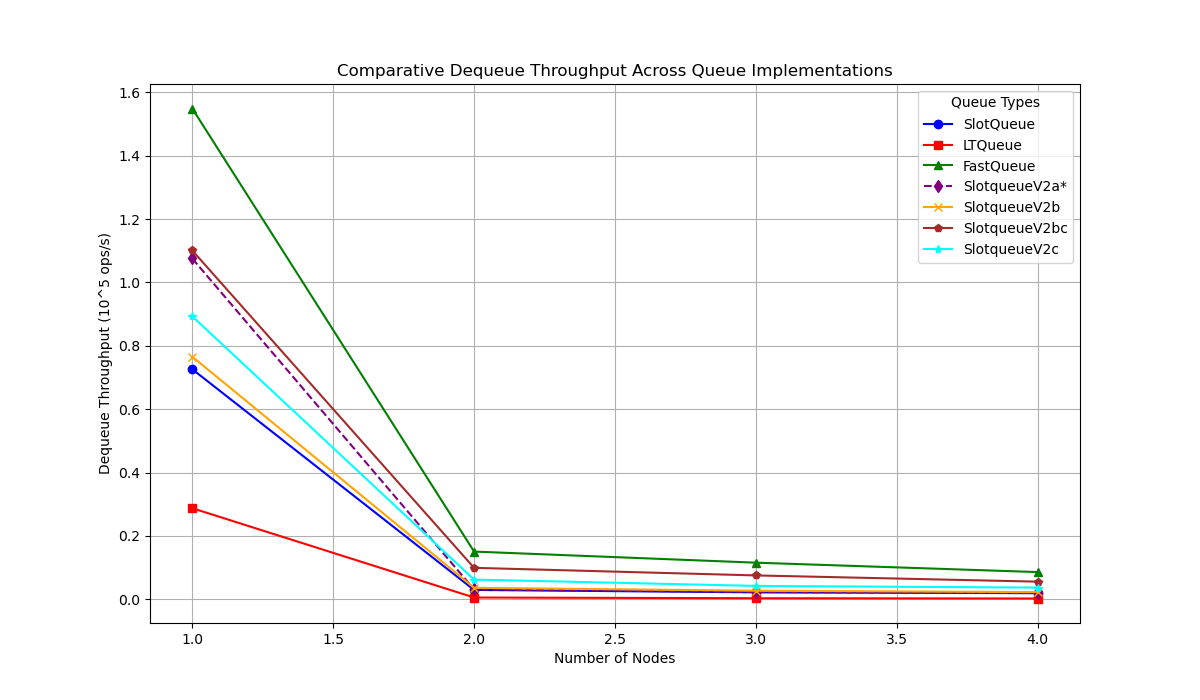 Comparative Dequeue Throughput Across Queue Implementations
1.6
1.4
1.2
1.0
0.8
0.6
0.4
0.2
0.0
Dequeue Throughput (10^5 ops/s)
Queue Types
SlotQueue
LTQueue
FastQueue
SlotqueueV2a*
SlotqueueV2b
SlotqueueV2bc
SlotqueueV2c
1.0 1.5 2.0 2.5 3.0 3.5 4.0
Number of Nodes